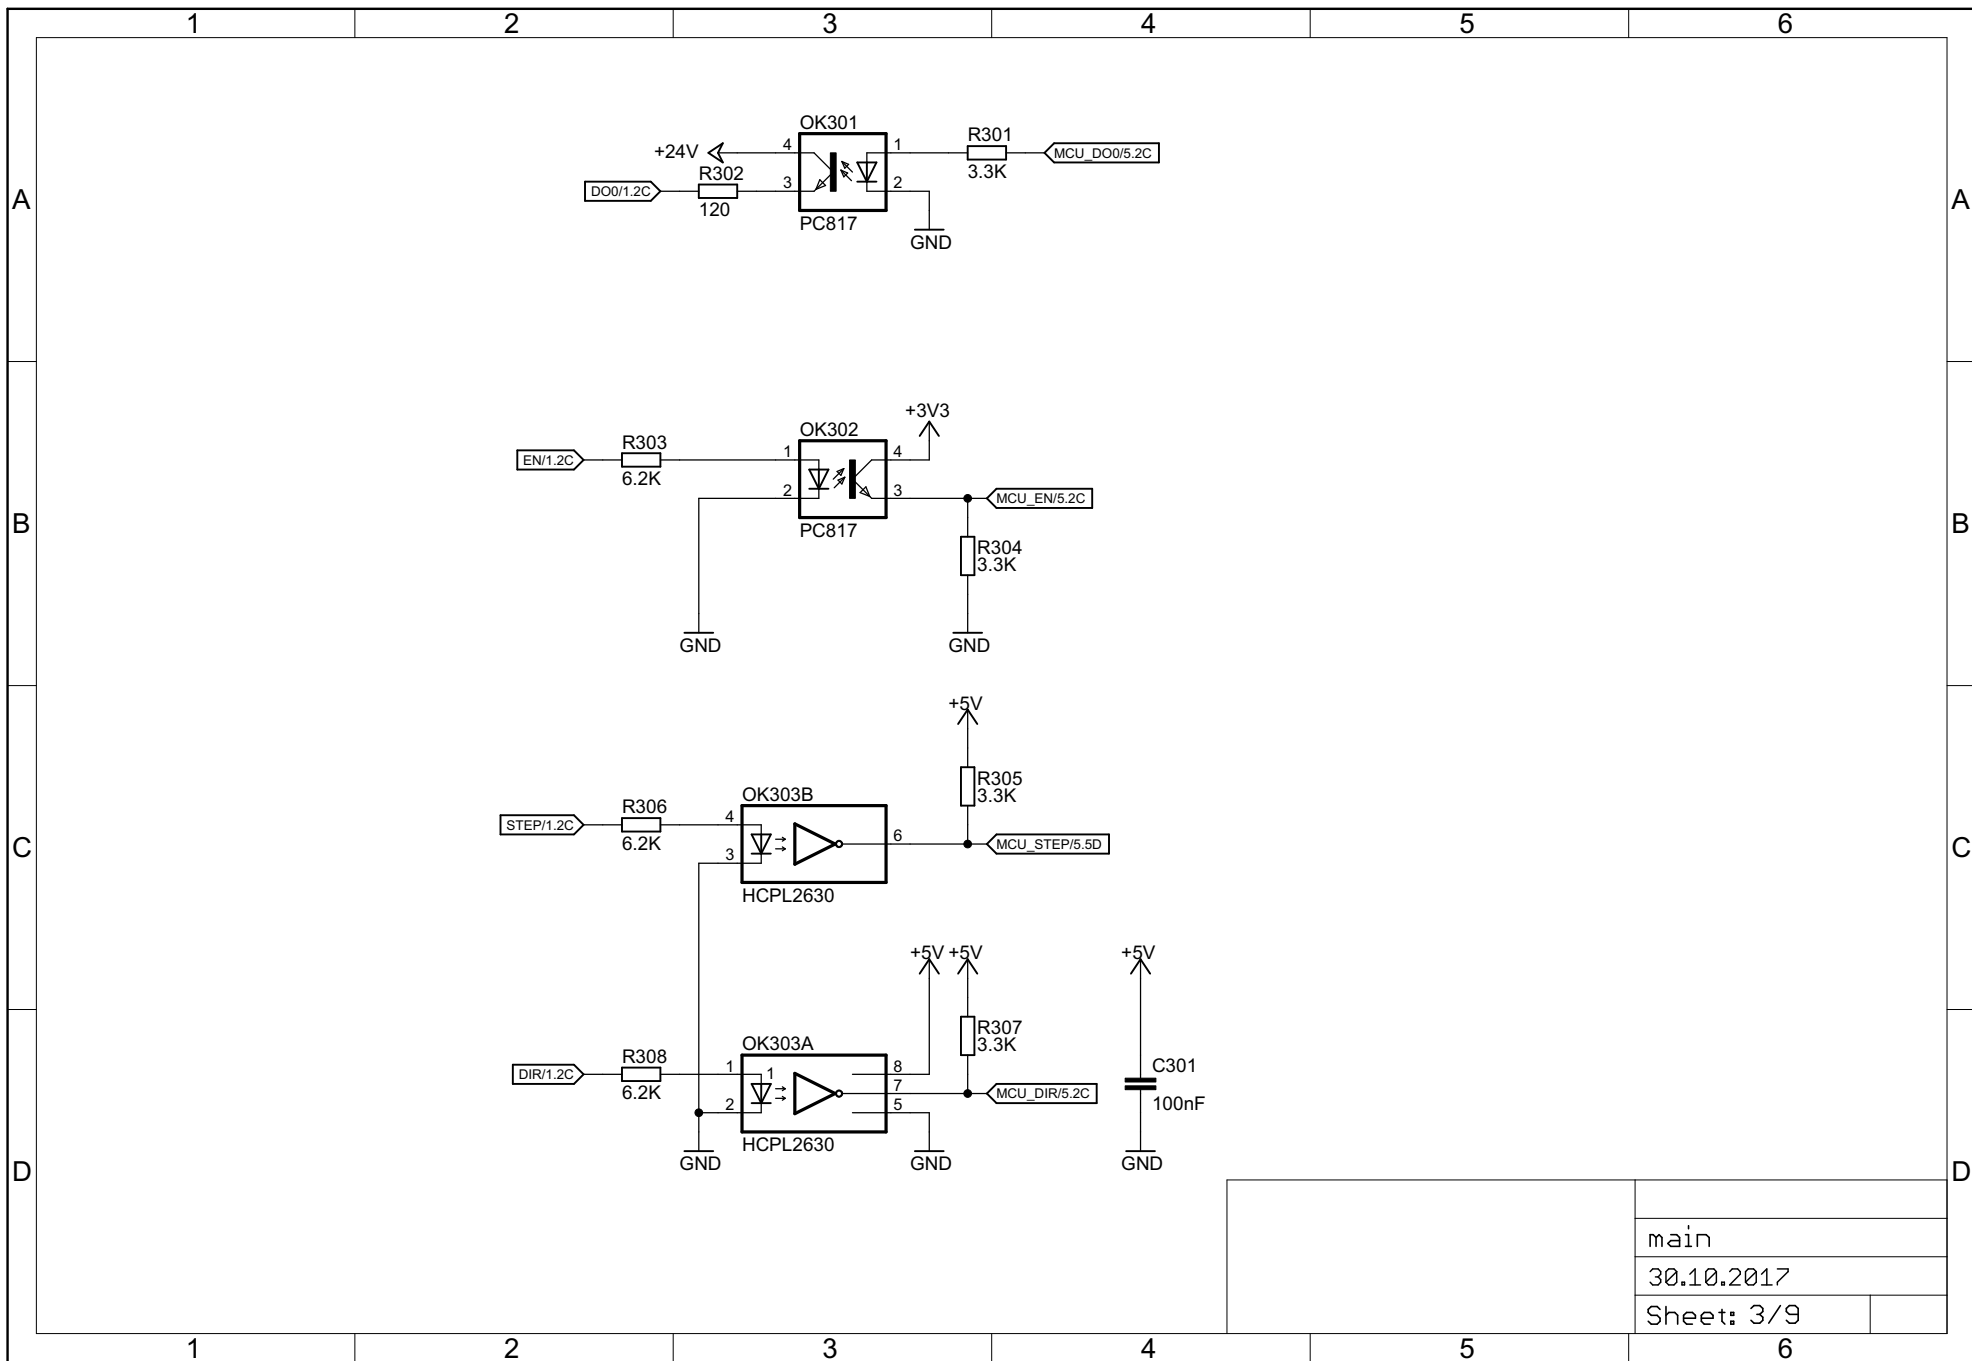 1 2 3 4 5 6
A A
OK301
+24V 4 1 R301 MCU_DO0/5.2C
3.3K
R302
DO0/1.2C 3 2
120
PC817
GND
B B
+3V3
OK302
EN/1.2C R303 1 4
6.2K
2 3 MCU_EN/5.2C
PC817
R304
3.3K
GND GND
C C
+5V
R305
3.3K
OK303B
STEP/1.2C R306 4
6.2K
6 MCU_STEP/5.5D
3
HCPL2630
+5V +5V +5V
D D
R307
3.3K
OK303A
DIR/1.2C R308 1 1 8
6.2K
7 MCU_DIR/5.2C
2 5
HCPL2630
C301
100nF
GND GND GND
main
30.10.2017
Sheet: 3/9
1 2 3 4 5 6